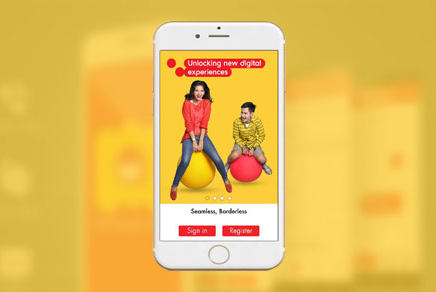 Unlocking new digital
experiences
Seamless, Borderless
Sign in
Register